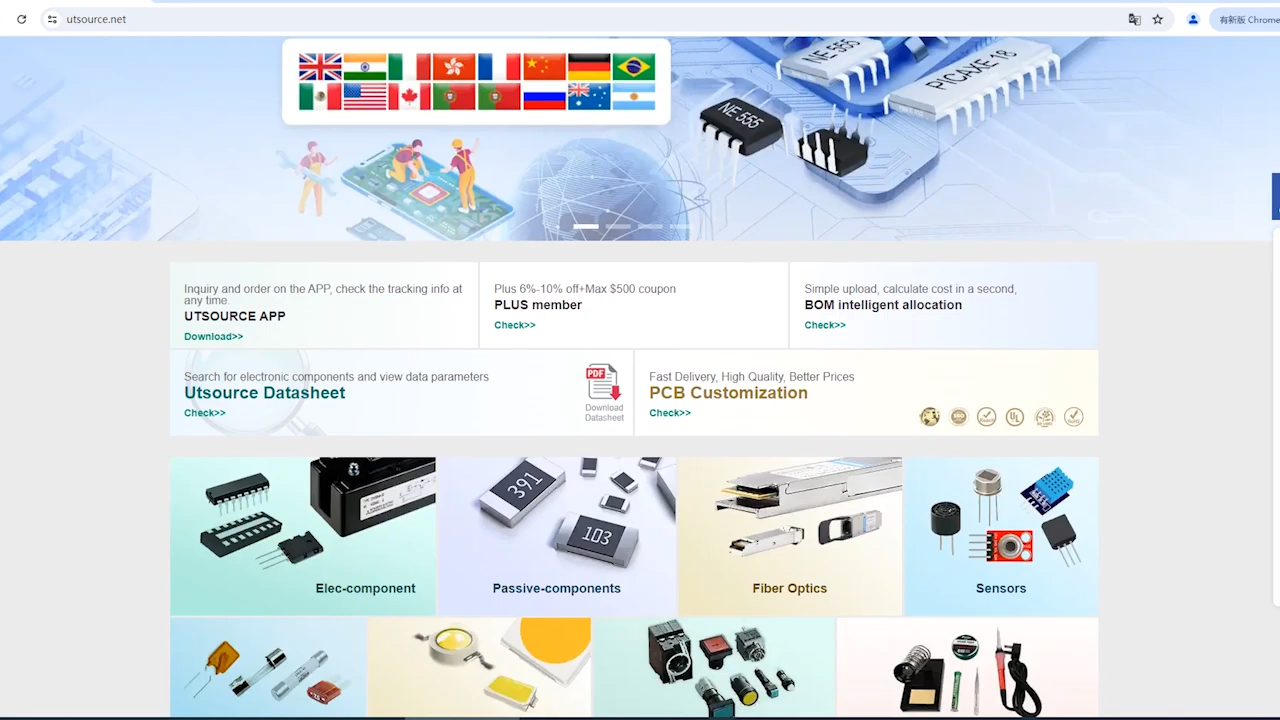 utsource.net
有新版 Chrome
NE 555
PICAXE-18
NE 555
Inquiry and order on the APP, check the tracking info at
any time.
UTSOURCE APP
Download>>
Plus 6%-10% off+Max $500 coupon
PLUS member
Check>>
Simple upload, calculate cost in a second,
BOM intelligent allocation
Check>>
Search for electronic components and view data parameters
Utsource Datasheet
Check>>
PDF
Download
Datasheet
Fast Delivery, High Quality, Better Prices
PCB Customization
Check>>
UL
391
103
Elec-component
Passive-components
Fiber Optics
Sensors